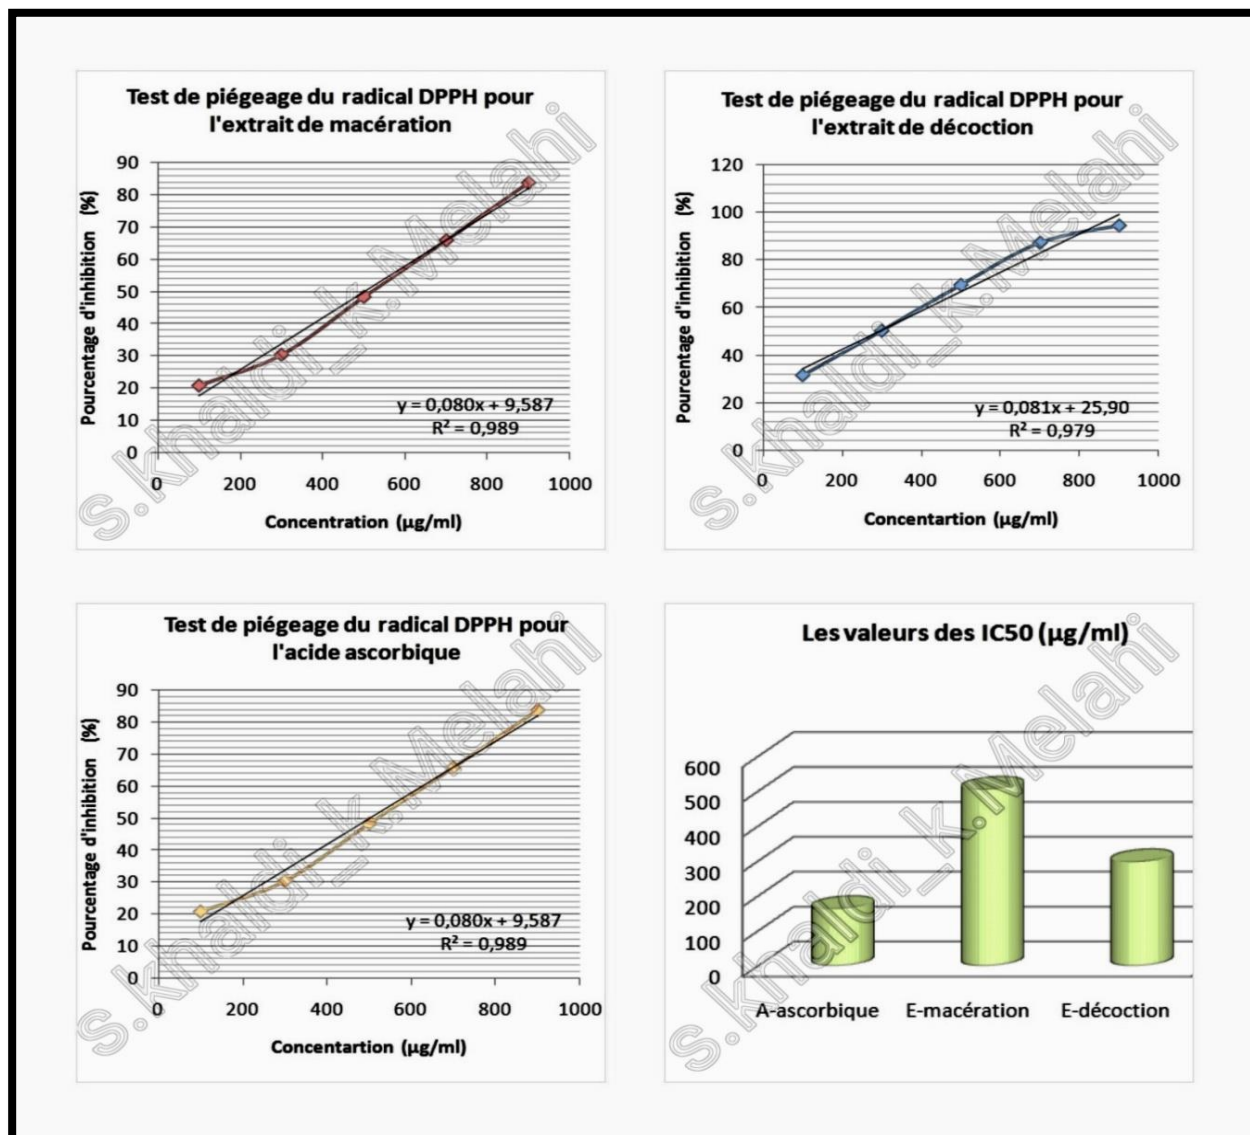 Test de piégeage du radical DPPH pour
l'extrait de macération
Pourcentage d'inhibition (%)
90
80
70
60
50
40
30
20
10
0
0
200
400
600
800
1000
y = 0,080x + 9,587
R² = 0,989
Concentration (µg/ml)
Test de piégeage du radical DPPH pour
l'extrait de décoction
Pourcentage d'inhibition (%)
120
100
80
60
40
20
0
0
200
400
600
800
1000
y = 0,081x + 25,90
R² = 0,979
Concentartion (µg/ml)
s.khaldi_k.Melahi
s.khaldi_k.Melahi
Test de piégeage du radical DPPH pour
l'acide ascorbique
Pourcentage d'inhibition (%)
90
80
70
60
50
40
30
20
10
0
0
200
400
600
800
1000
y = 0,080x + 9,587
R² = 0,989
Concentartion (µg/ml)
Les valeurs des IC50 (µg/ml)
600
500
400
300
200
100
0
A-ascorbique E-macération E-décoction
s.khaldi_k.Melahi
s.khaldi_k.Melahi